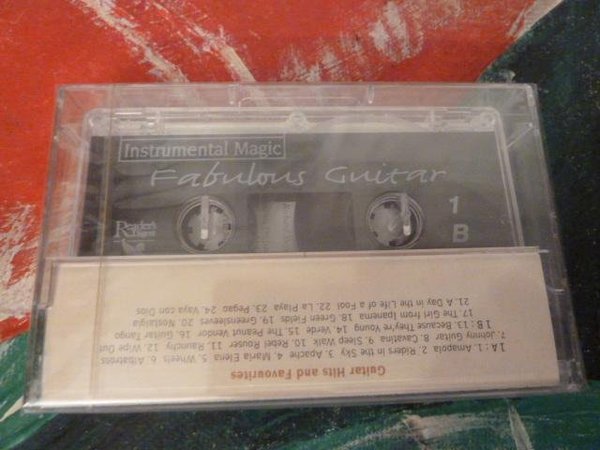 Instrumental Magic
Fabulous Guitar
Reader's Digest
1
B
Guitar Hits and Favourites
1A : 1. Amapola 2. Riders in the Sky 3. Apache 4. Maria Elena 5. Wheels 6. Albatross
7. Johnny Guitar 8. Cavatina 9. Sleep Walk 10. Rebel Rouser 11. Raunchy 12. Wipe Out
1B : 13. Because They're Young 14. Verde 15. The Peanut Vendor 16. Guitar Tango
17. The Girl from Ipanema 18. Green Fields 19. Greensleeves 20. Nostalgia
21. A Day in the Life of a Fool 22. La Playa 23. Pegao 24. Vaya con Dios